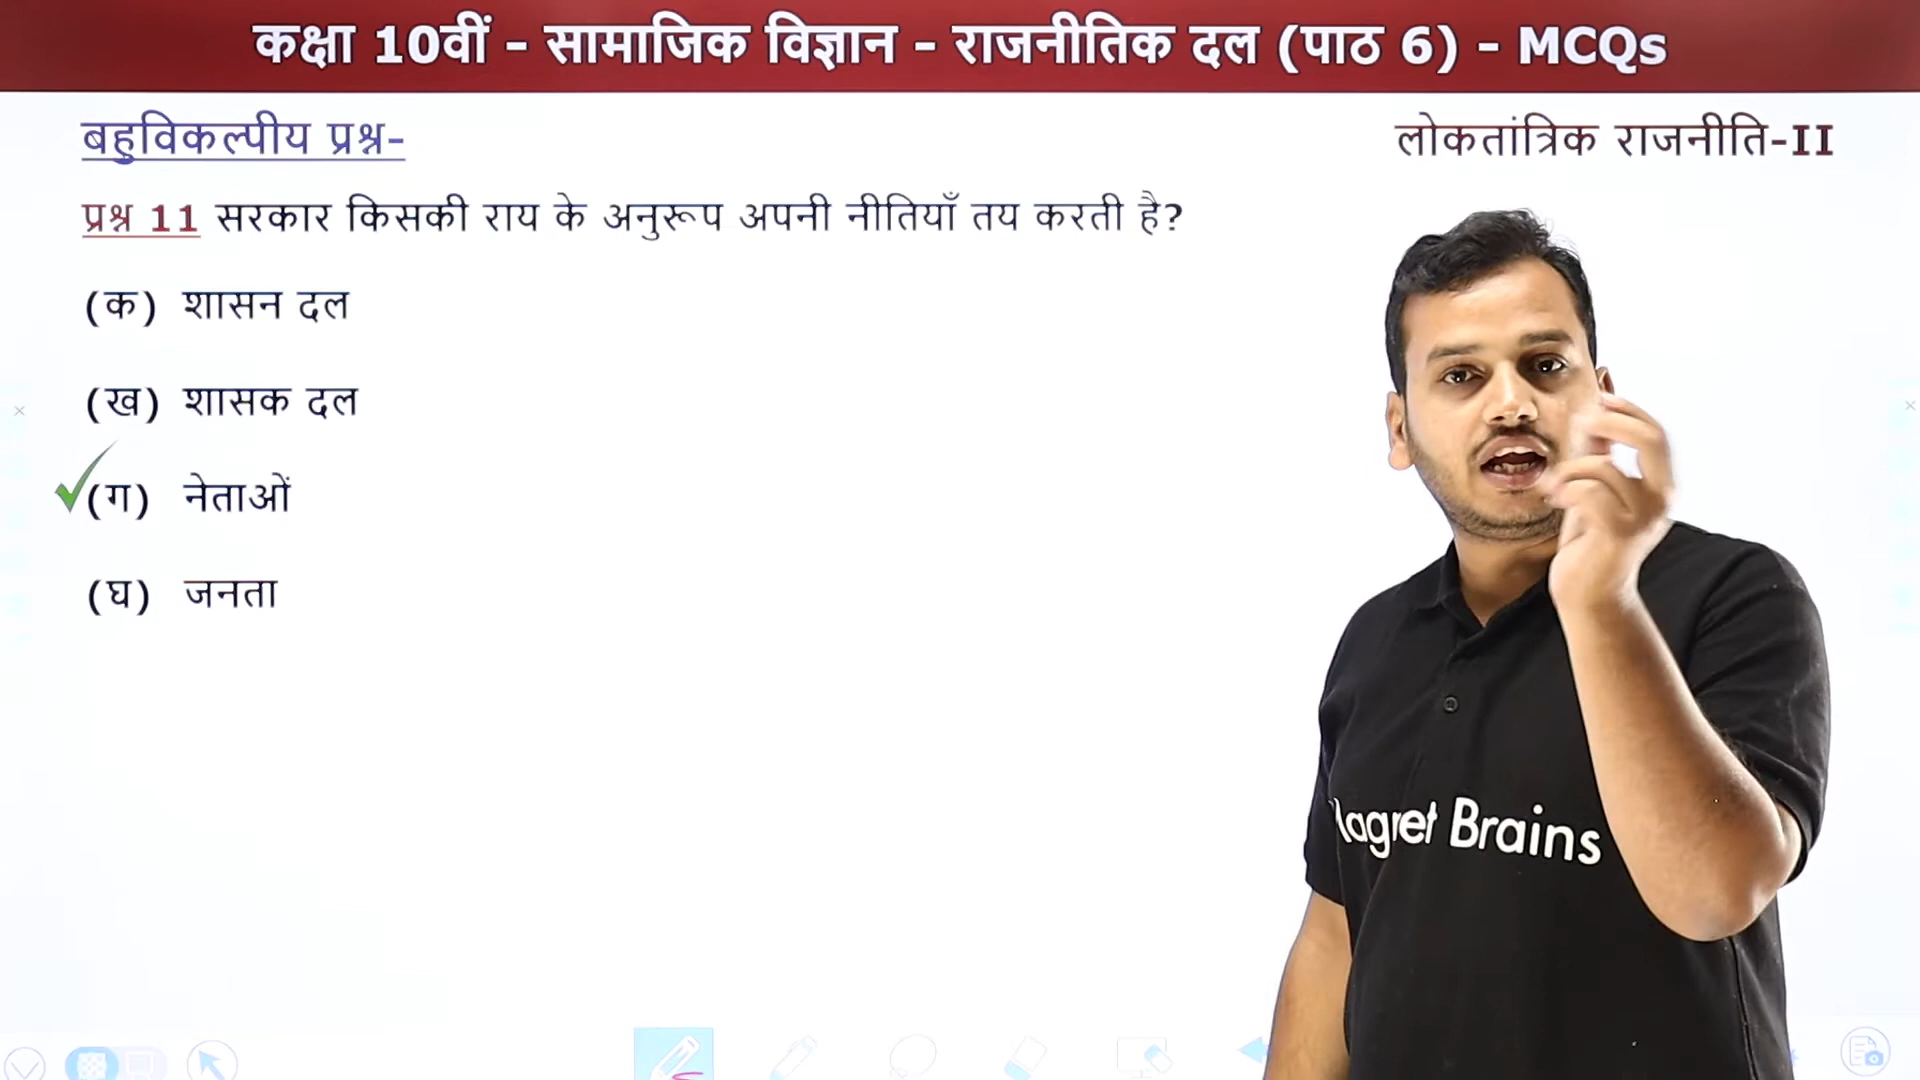 कक्षा 10वीं - सामाजिक विज्ञान - राजनीतिक दल (पाठ 6) - MCQs
बहुविकल्पीय प्रश्न-
लोकतांत्रिक राजनीति-II
प्रश्न 11 सरकार किसकी राय के अनुरूप अपनी नीतियाँ तय करती है?
(क) शासन दल
(ख) शासक दल
(ग) नेताओं
(घ) जनता
agnet Brains